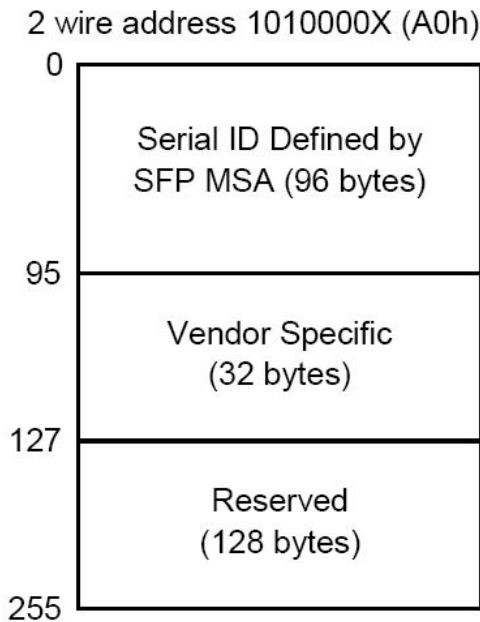 2 wire address 1010000X (A0h)
0
Serial ID Defined by
SFP MSA (96 bytes)
95
Vendor Specific
(32 bytes)
127
Reserved
(128 bytes)
255